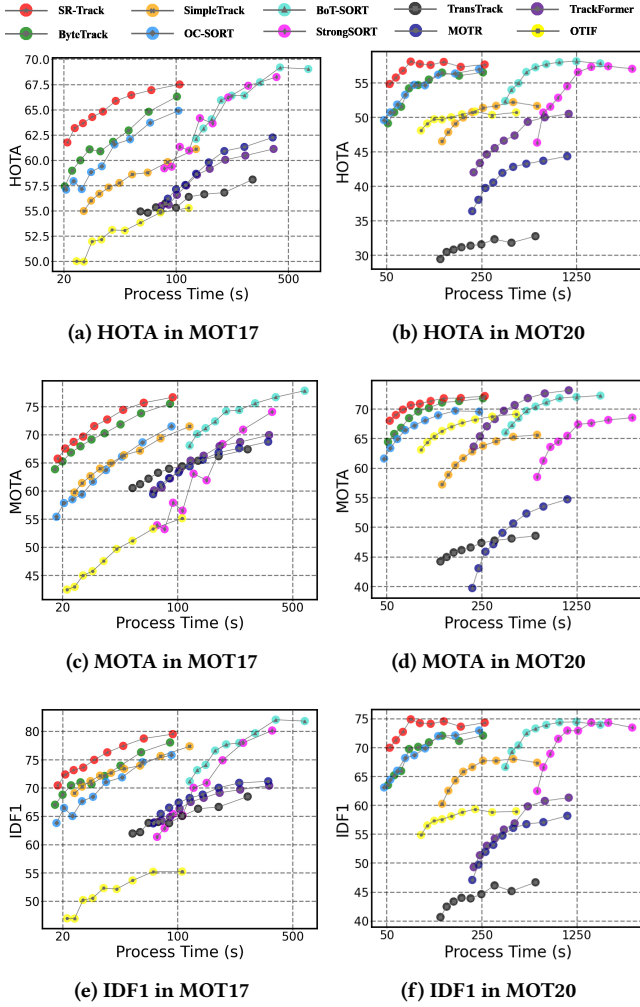 SR-Track SimpleTrack BoT-SORT TransTrack TrackFormer
ByteTrack OC-SORT StrongSORT MOTR OTIF
70.0
67.5
65.0
62.5
60.0
57.5
55.0
52.5
50.0
HOTA
20 100 500
Process Time (s)
(a) HOTA in MOT17
60
55
50
45
40
35
30
HOTA
50 250 1250
Process Time (s)
(b) HOTA in MOT20
75
70
65
60
55
50
45
MOTA
20 100 500
Process Time (s)
(c) MOTA in MOT17
75
70
65
60
55
50
45
40
MOTA
50 250 1250
Process Time (s)
(d) MOTA in MOT20
80
75
70
65
60
55
50
IDF1
20 100 500
Process Time (s)
(e) IDF1 in MOT17
75
70
65
60
55
50
45
40
IDF1
50 250 1250
Process Time (s)
(f) IDF1 in MOT20